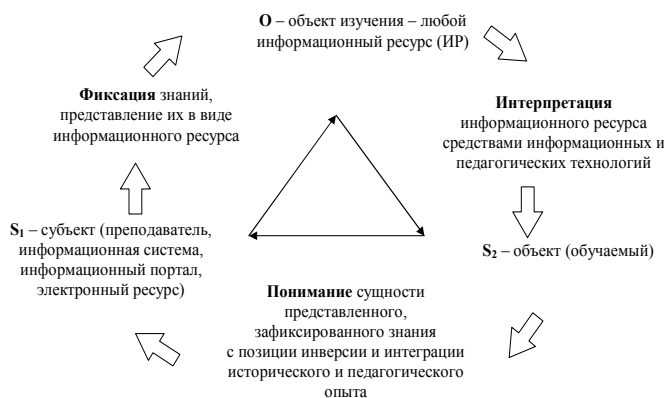 О – объект изучения – любой
информационный ресурс (ИР)
Фиксация знаний,
представление их в виде
информационного ресурса
Интерпретация
информационного ресурса
средствами информационных и
педагогических технологий
S1 – субъект (преподаватель,
информационная система,
информационный портал,
электронный ресурс)
S2 – объект (обучаемый)
Понимание сущности
представленного,
зафиксированного знания
с позиции инверсии и интеграции
исторического и педагогического
опыта